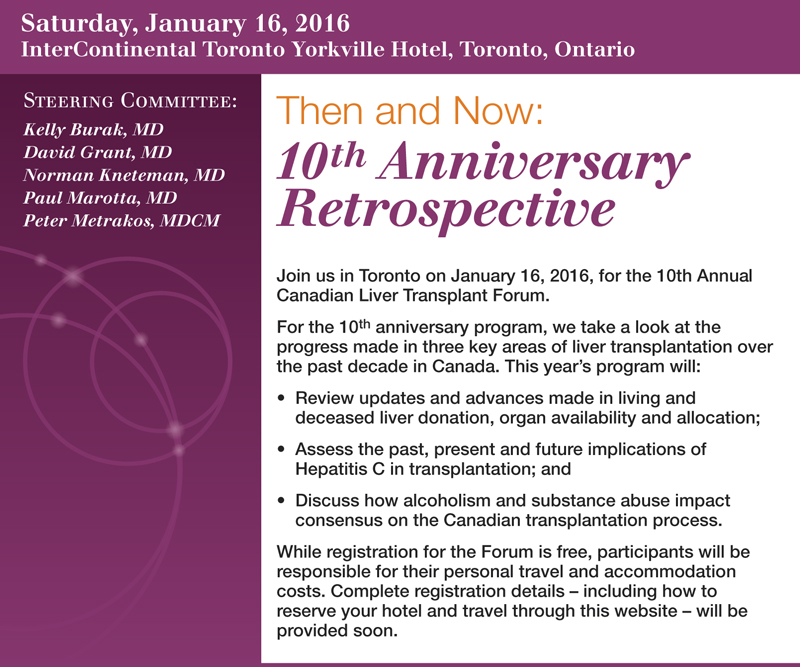 Saturday, January 16, 2016
InterContinental Toronto Yorkville Hotel, Toronto, Ontario
Steering Committee:
Kelly Burak, MD
David Grant, MD
Norman Kneteman, MD
Paul Marotta, MD
Peter Metrakos, MDCM
Then and Now:
10th Anniversary
Retrospective
Join us in Toronto on January 16, 2016, for the 10th Annual
Canadian Liver Transplant Forum.
For the 10th anniversary program, we take a look at the
progress made in three key areas of liver transplantation over
the past decade in Canada. This year’s program will:
• Review updates and advances made in living and
deceased liver donation, organ availability and allocation;
• Assess the past, present and future implications of
Hepatitis C in transplantation; and
• Discuss how alcoholism and substance abuse impact
consensus on the Canadian transplantation process.
While registration for the Forum is free, participants will be
responsible for their personal travel and accommodation
costs. Complete registration details – including how to
reserve your hotel and travel through this website – will be
provided soon.